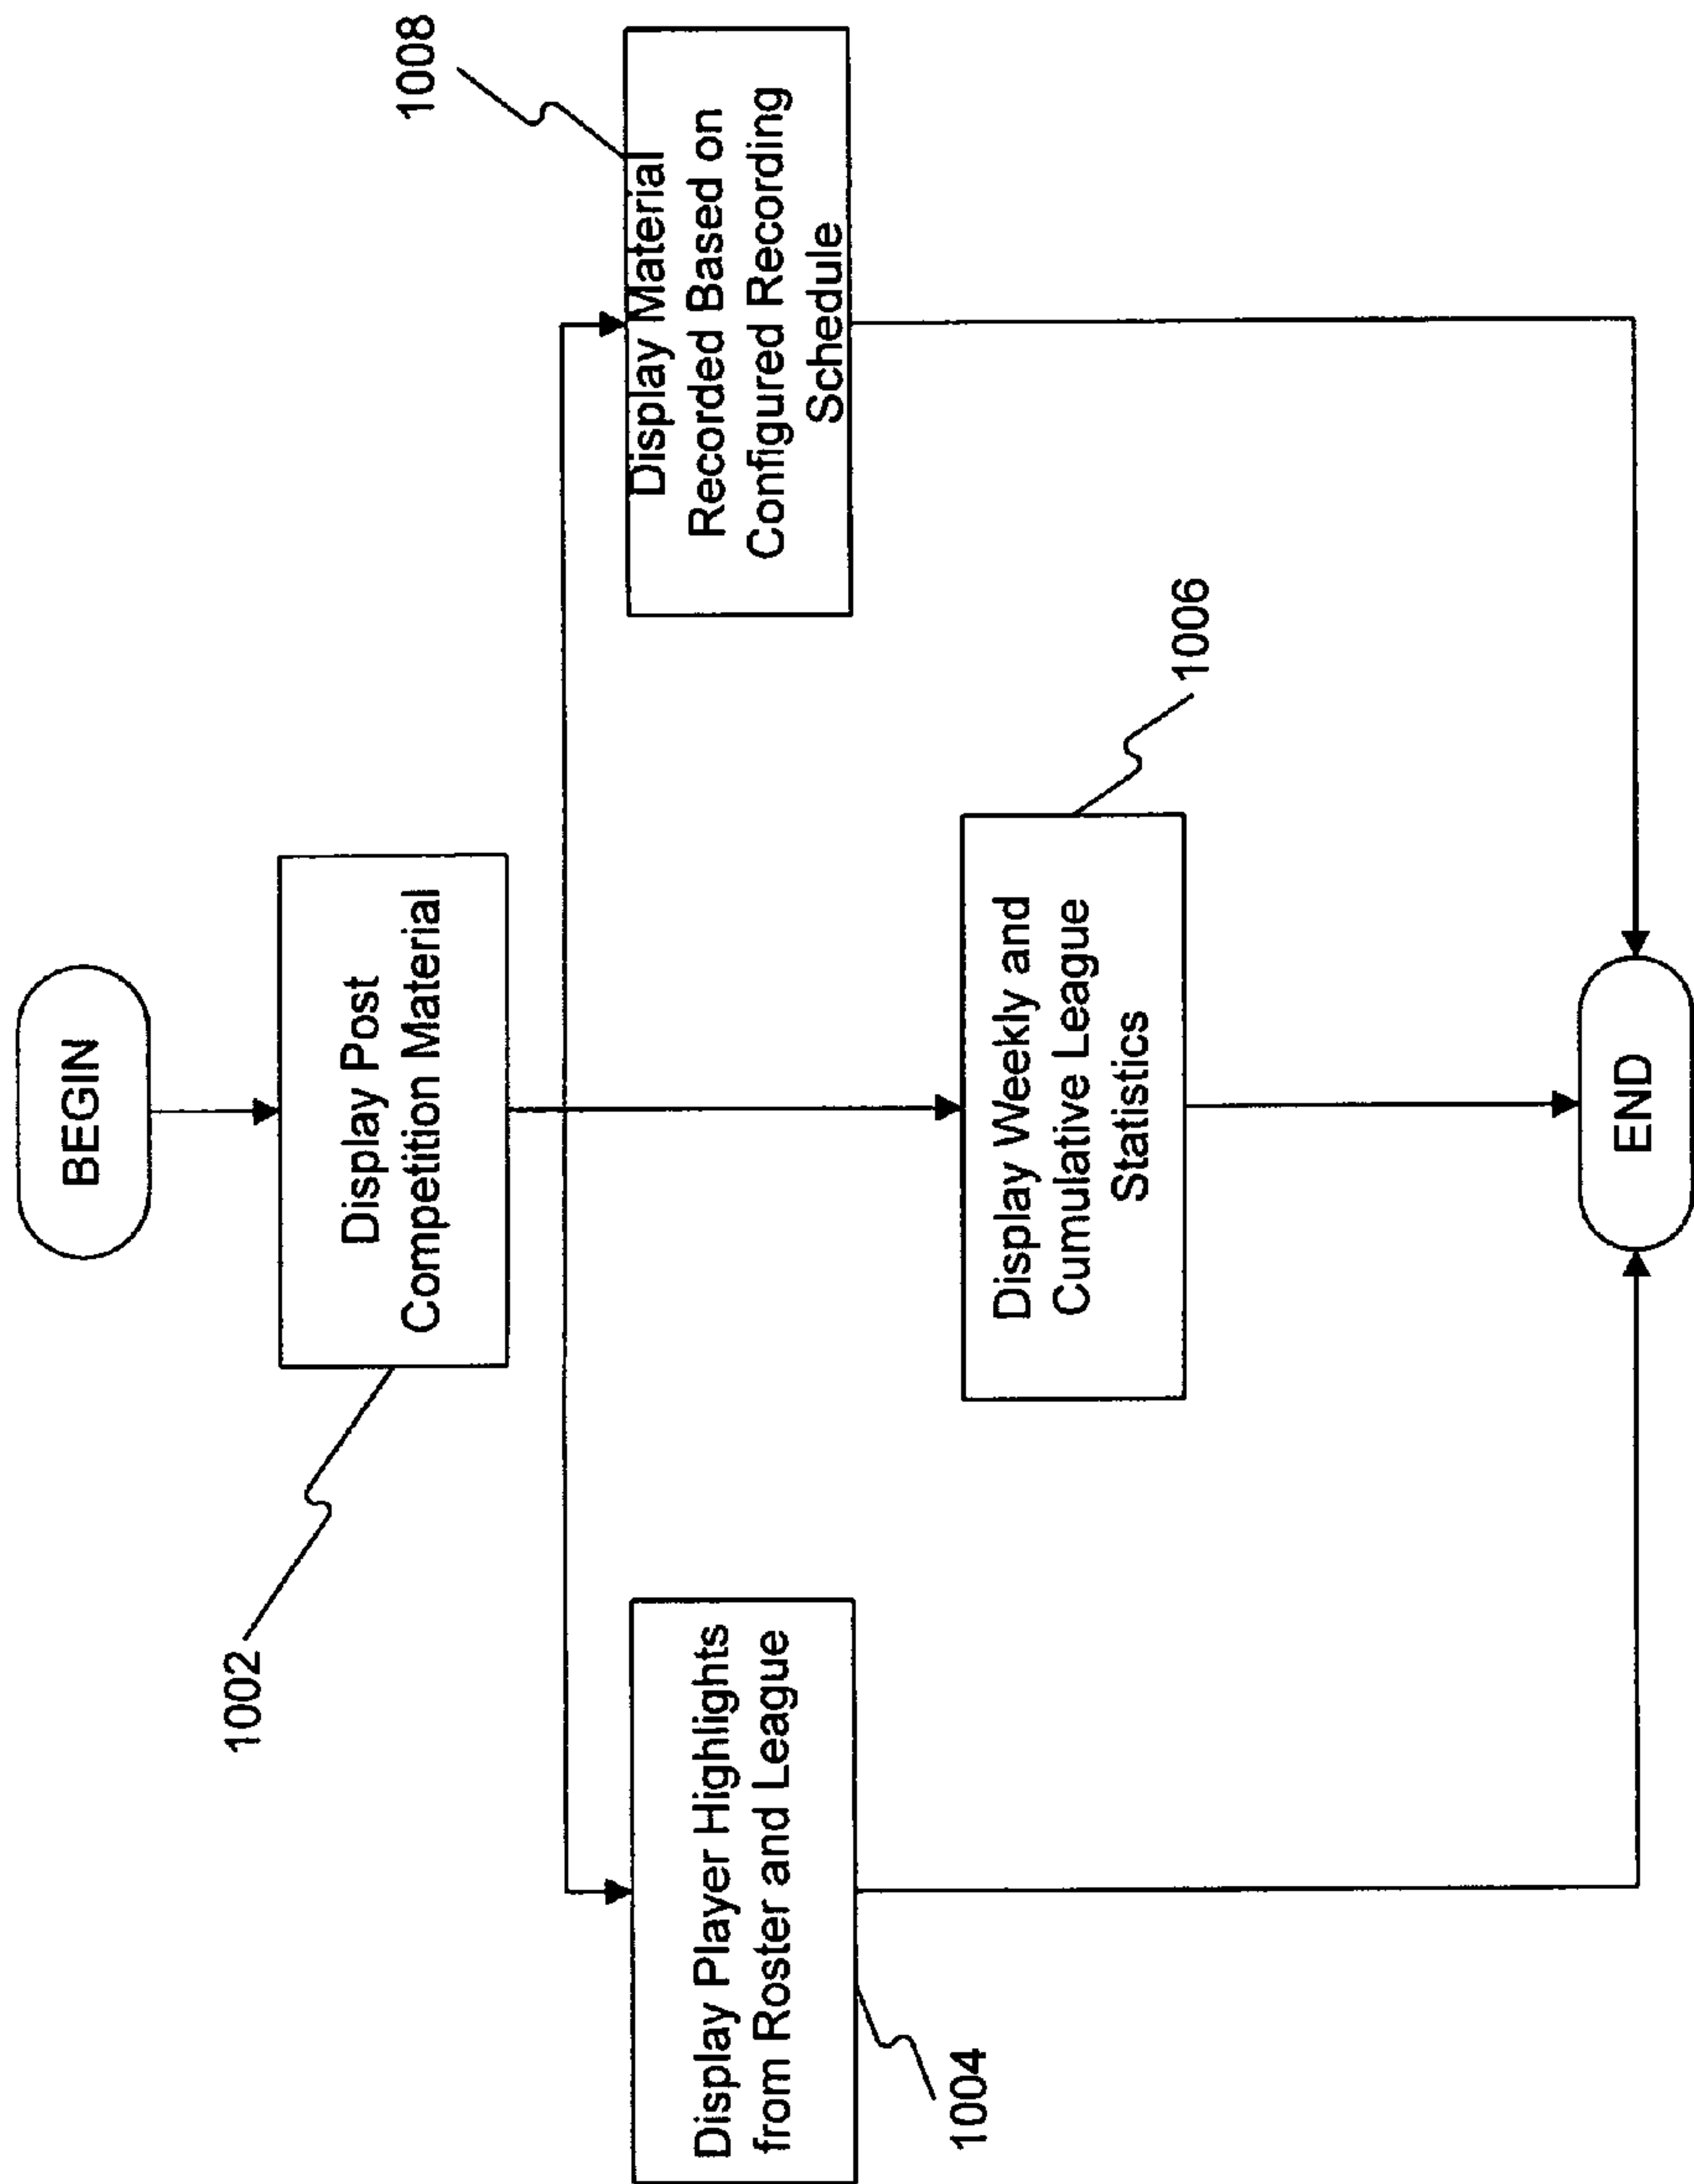 BEGIN
Display Post
Competition Material
1002
Display Player Highlights
from Roster and League
1004
Display Weekly and
Cumulative League
Statistics
1006
Display Material
Recorded Based on
Configured Recording
Schedule
1008
END